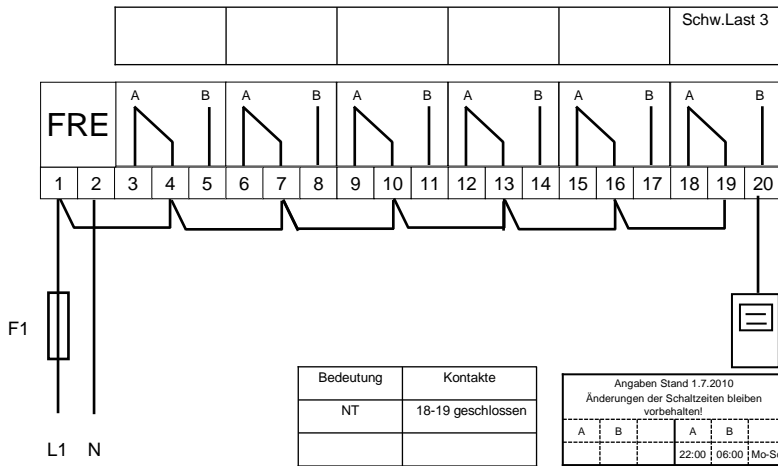 Schw.Last 3
FRE
A B A B A B A B A B A B
1 2 3 4 5 6 7 8 9 10 11 12 13 14 15 16 17 18 19 20
F1
L1 N
Bedeutung Kontakte
NT 18-19 geschlossen
Angaben Stand 1.7.2010
Änderungen der Schaltzeiten bleiben
vorbehalten!
A B A B
22:00 06:00